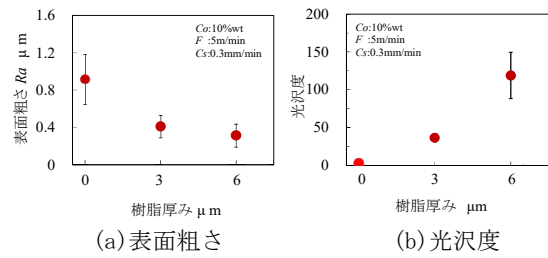 Co:10%wt
F :5m/min
Cs:0.3mm/min
表面粗さ Ra μ m
1.6
1.2
0.8
0.4
0
0
3
6
樹脂厚み μ m
(a)表面粗さ
Co:10%wt
F :5m/min
Cs:0.3mm/min
光沢度
200
150
100
50
0
0
3
6
樹脂厚み μm
(b)光沢度